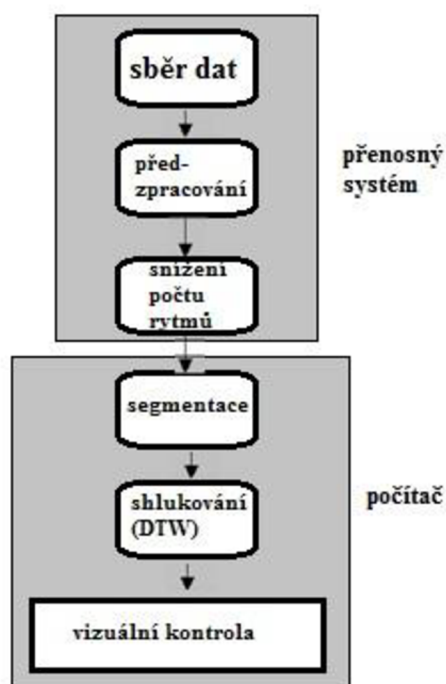 sběr dat
před-
zpracování
snížení
počtu
rytmů
přenosný
systém
segmentace
shlukování
(DTW)
počítač
vizuální kontrola